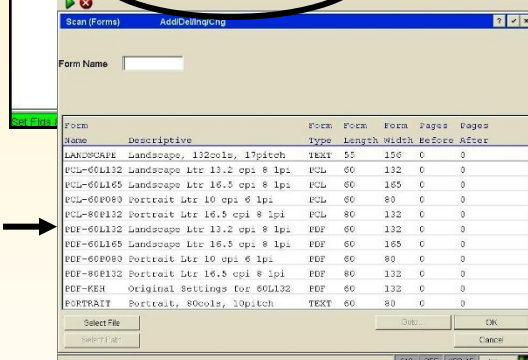 Scan (Forms) Add/Del/Inq/Chg
Form Name
Set Flds
Form Form Form Form Pages Pages
Name Descriptive Type Length Width Before After
LANDSCAPE Landscape, 132cols, 17pitch TEXT 55 156 0 0
PCL-60L132 Landscape Ltr 13.2 cpi 8 lpi PCL 60 132 0 0
PCL-60L165 Landscape Ltr 16.5 cpi 8 lpi PCL 60 165 0 0
PCL-60P080 Portrait Ltr 10 cpi 6 lpi PCL 60 80 0 0
PCL-80P132 Portrait Ltr 16.5 cpi 8 lpi PCL 80 132 0 0
PDF-60L132 Landscape Ltr 13.2 cpi 8 lpi PDF 60 132 0 0
PDF-60L165 Landscape Ltr 16.5 cpi 8 lpi PDF 60 165 0 0
PDF-60P080 Portrait Ltr 10 cpi 6 lpi PDF 60 80 0 0
PDF-80P132 Portrait Ltr 16.5 cpi 8 lpi PDF 80 132 0 0
PDF-KEH Original Settings for 60L132 PDF 60 132 0 0
PORTRAIT Portrait, 80cols, 10pitch TEXT 60 80 0 0
Select File Goto... OK
Select Path Cancel